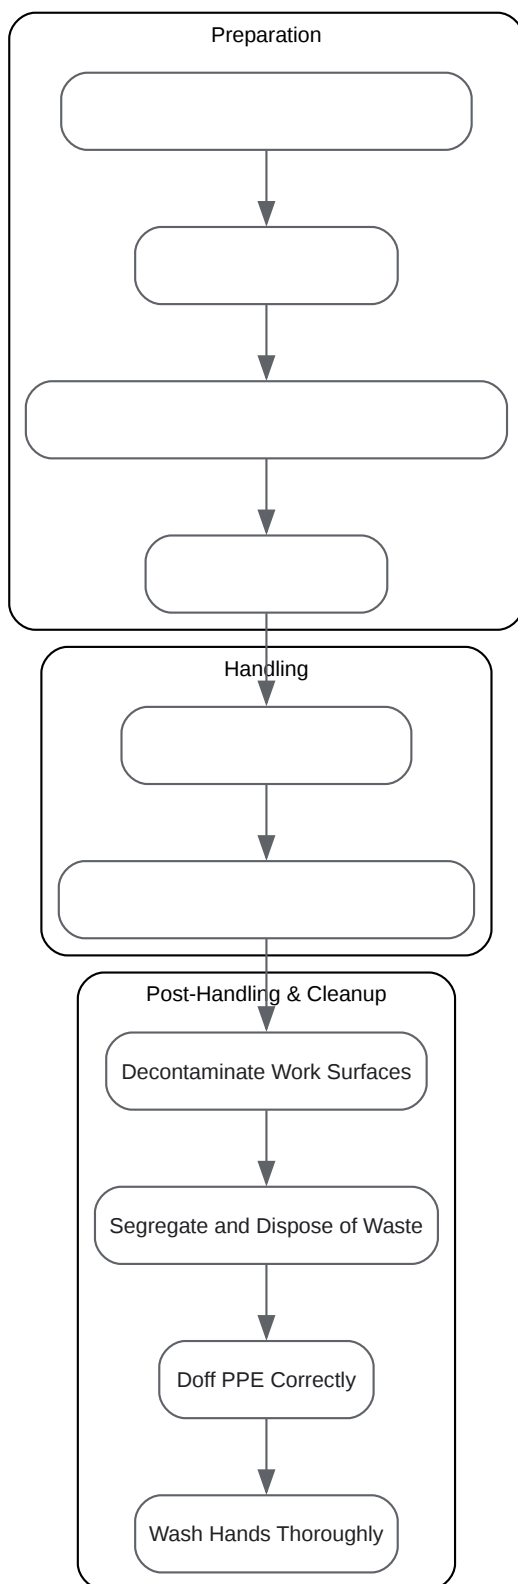 Preparation
Handling
Post-Handling & Cleanup
Decontaminate Work Surfaces
Segregate and Dispose of Waste
Doff PPE Correctly
Wash Hands Thoroughly